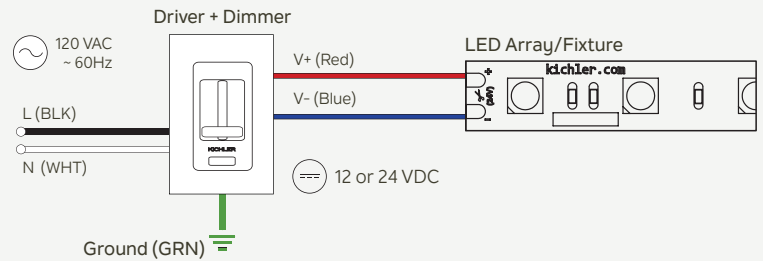 Driver + Dimmer
120 VAC
~ 60Hz
V+ (Red)
LED Array/Fixture
kichler.com
+
(24V)
-
V- (Blue)
L (BLK)
N (WHT)
KICHLER
12 or 24 VDC
Ground (GRN)